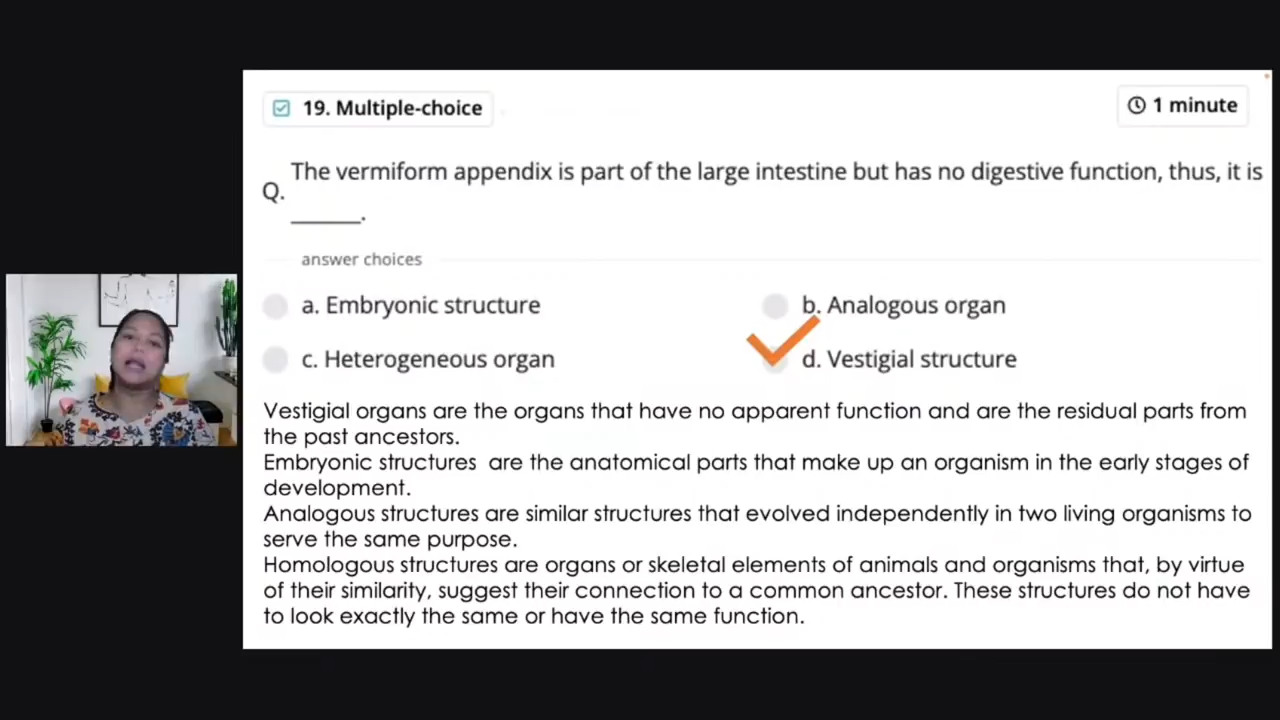 19. Multiple-choice
1 minute
The vermiform appendix is part of the large intestine but has no digestive function, thus, it is
Q.
______.
answer choices
a. Embryonic structure
b. Analogous organ
c. Heterogeneous organ
d. Vestigial structure
Vestigial organs are the organs that have no apparent function and are the residual parts from
the past ancestors.
Embryonic structures are the anatomical parts that make up an organism in the early stages of
development.
Analogous structures are similar structures that evolved independently in two living organisms to
serve the same purpose.
Homologous structures are organs or skeletal elements of animals and organisms that, by virtue
of their similarity, suggest their connection to a common ancestor. These structures do not have
to look exactly the same or have the same function.